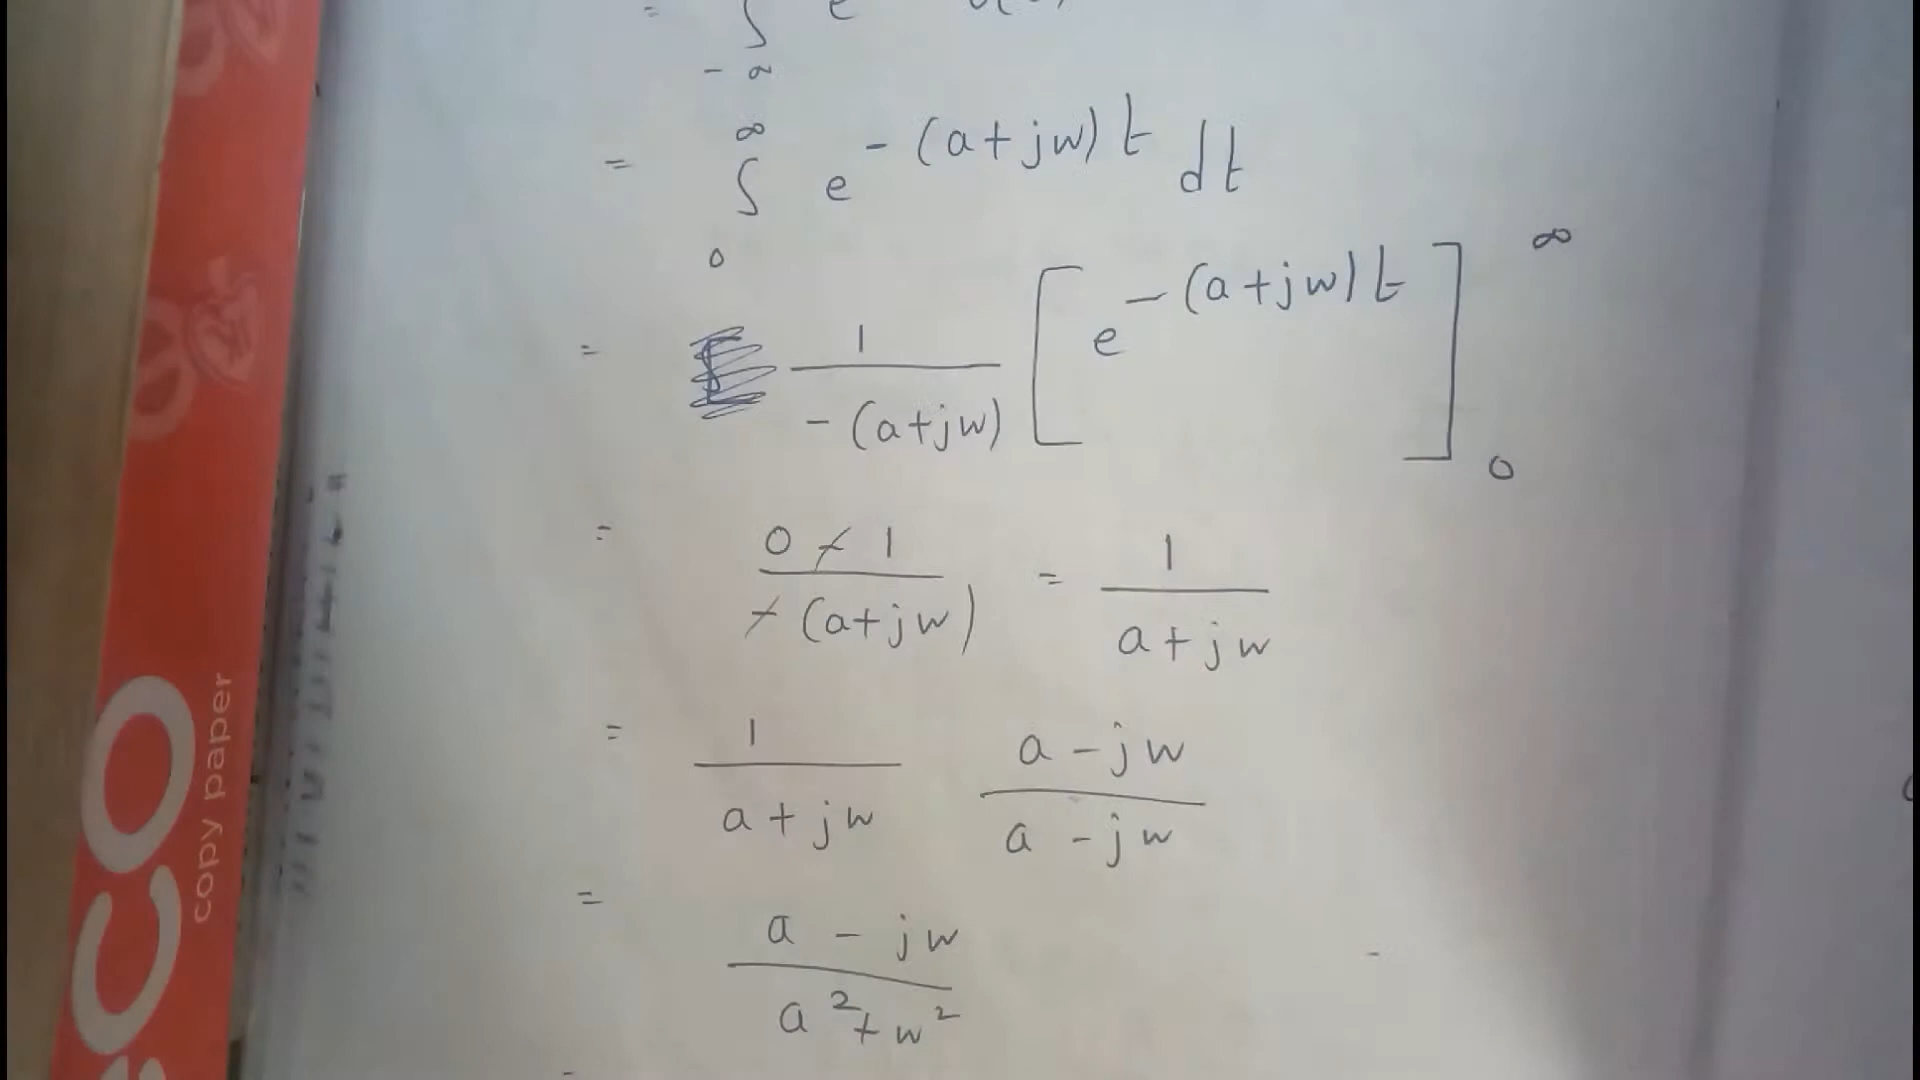 = ∫ e
- ∞
∞
= ∫ e - (a + jw) t dt
0
= 1 / - (a+jw) [ e - (a+jw) t ] ∞ 0
= 0 - 1 / - (a+jw) = 1 / a + jw
= 1 / a + jw a - jw / a - jw
= a - jw / a² + w²
CO
copy paper